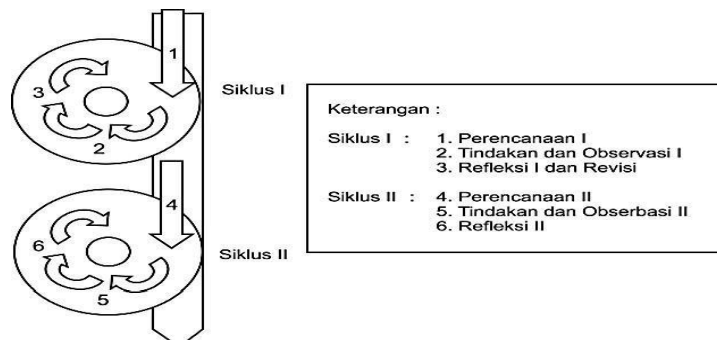 1
Siklus I
3
2
4
Siklus II
6
5
Keterangan :
Siklus I : 1. Perencanaan I
2. Tindakan dan Observasi I
3. Refleksi I dan Revisi
Siklus II : 4. Perencanaan II
5. Tindakan dan Obserbasi II
6. Refleksi II